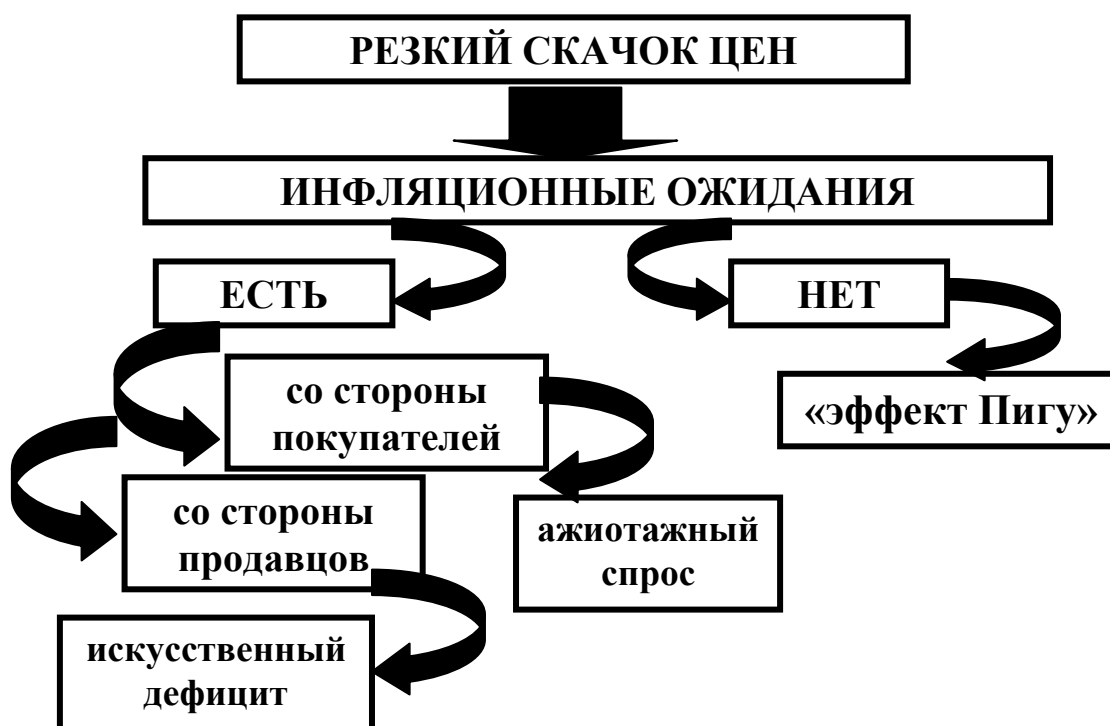 РЕЗКИЙ СКАЧОК ЦЕН
ИНФЛЯЦИОННЫЕ ОЖИДАНИЯ
ЕСТЬ
НЕТ
со стороны
покупателей
«эффект Пигу»
со стороны
продавцов
ажиотажный
спрос
искусственный
дефицит